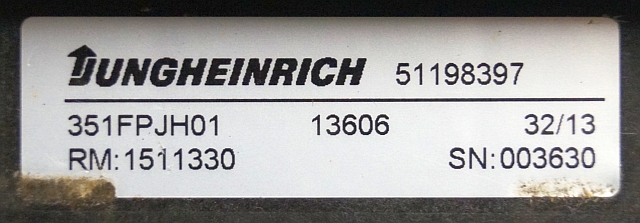 JUNGHEINRICH 51198397
351FPJH01 13606 32/13
RM:1511330 SN:003630